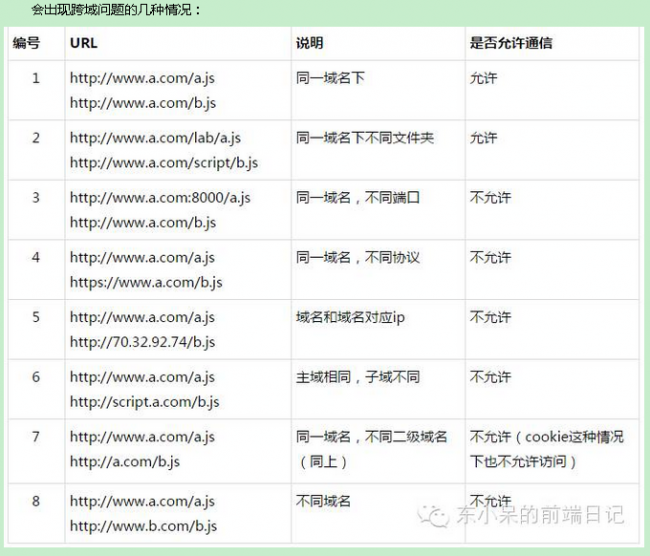 会出现跨域问题的几种情况：
编号 URL 说明 是否允许通信
1 http://www.a.com/a.js 同一域名下 允许
http://www.a.com/b.js
2 http://www.a.com/lab/a.js 同一域名下不同文件夹 允许
http://www.a.com/script/b.js
3 http://www.a.com:8000/a.js 同一域名，不同端口 不允许
http://www.a.com/b.js
4 http://www.a.com/a.js 同一域名，不同协议 不允许
https://www.a.com/b.js
5 http://www.a.com/a.js 域名和域名对应ip 不允许
http://70.32.92.74/b.js
6 http://www.a.com/a.js 主域相同，子域不同 不允许
http://script.a.com/b.js
7 http://www.a.com/a.js 同一域名，不同二级域名 不允许（cookie这种情况
http://a.com/b.js （同上） 下也不允许访问）
8 http://www.a.com/a.js 不同域名 不允许
http://www.b.com/b.js
东小呆的前端日记